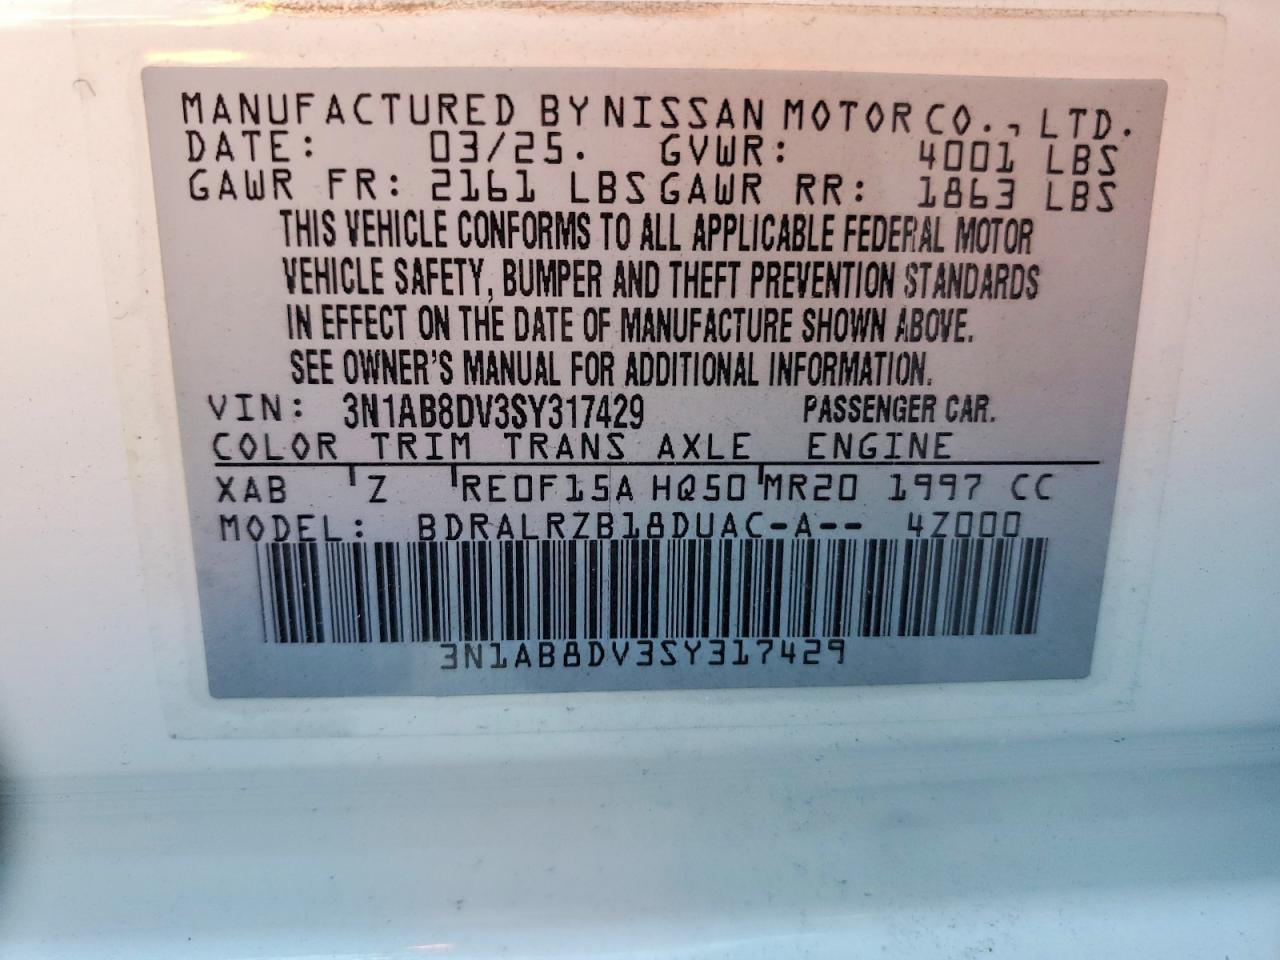 MANUFACTURED BY NISSAN MOTOR CO., LTD.
DATE: 03/25. GVWR: 4001 LBS
GAWR FR: 2161 LBS GAWR RR: 1863 LBS
THIS VEHICLE CONFORMS TO ALL APPLICABLE FEDERAL MOTOR
VEHICLE SAFETY, BUMPER AND THEFT PREVENTION STANDARDS
IN EFFECT ON THE DATE OF MANUFACTURE SHOWN ABOVE.
SEE OWNER'S MANUAL FOR ADDITIONAL INFORMATION.
VIN: 3N1AB8DV3SY317429 PASSENGER CAR.
COLOR TRIM TRANS AXLE ENGINE
XAB Z RE0F15A HQ50 MR20 1997 CC
MODEL: BDRALRZB18DUAC-A-- 4Z000
3N1AB8DV3SY317429